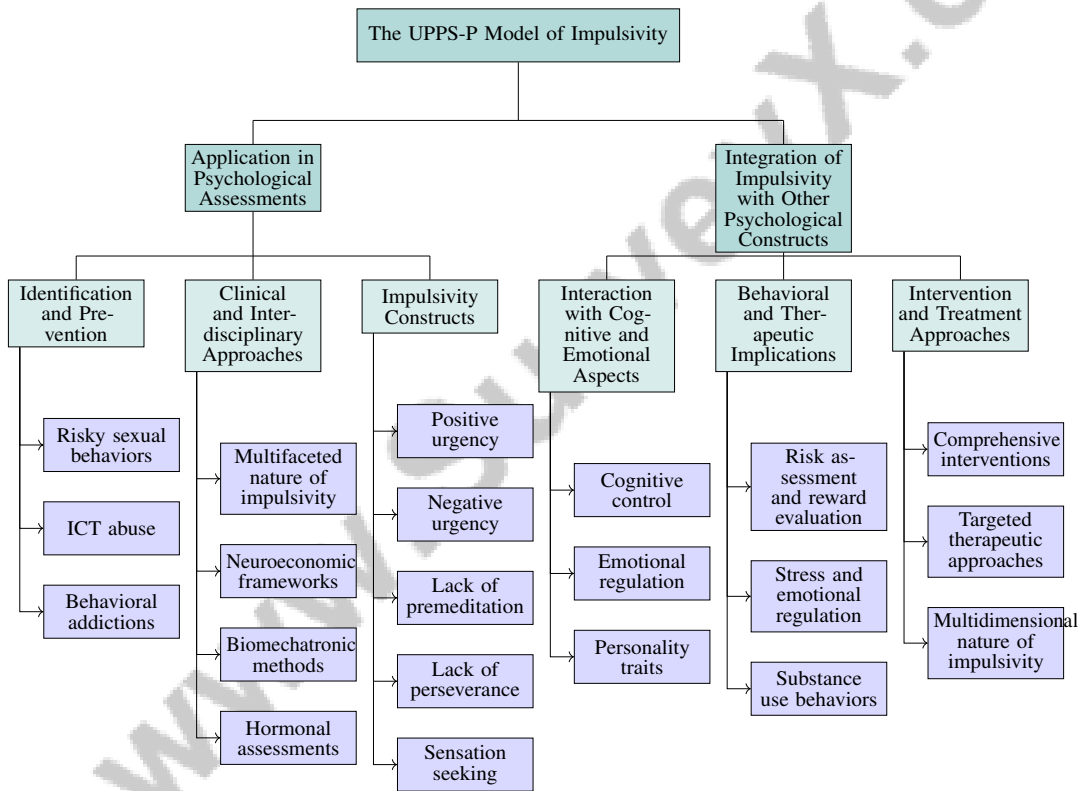 The UPPS-P Model of Impulsivity
Application in
Psychological
Assessments
Integration of
Impulsivity
with Other
Psychological
Constructs
Identification
and Pre-
vention
Clinical
and Inter-
disciplinary
Approaches
Impulsivity
Constructs
Interaction
with Cog-
nitive and
Emotional
Aspects
Behavioral
and Ther-
apeutic
Implications
Intervention
and Treatment
Approaches
Risky sexual
behaviors
ICT abuse
Behavioral
addictions
Multifaceted
nature of
impulsivity
Neuroeconomic
frameworks
Biomechatronic
methods
Hormonal
assessments
Positive
urgency
Negative
urgency
Lack of
premeditation
Lack of
perseverance
Sensation
seeking
Cognitive
control
Emotional
regulation
Personality
traits
Risk as-
sessment
and reward
evaluation
Stress and
emotional
regulation
Substance
use behaviors
Comprehensive
interventions
Targeted
therapeutic
approaches
Multidimensional
nature of
impulsivity